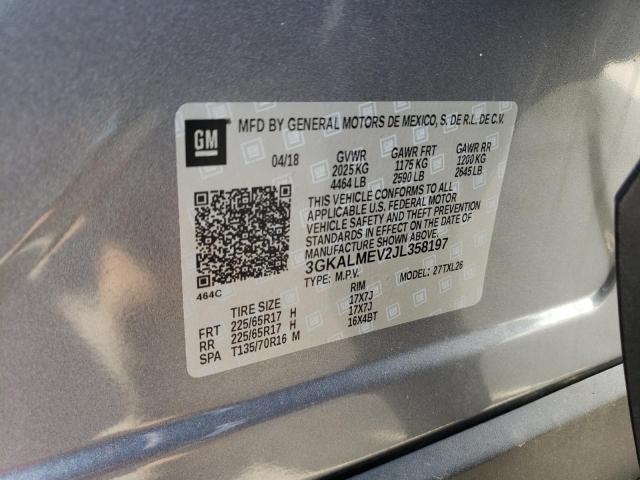 GM
MFD BY GENERAL MOTORS DE MEXICO, S. DE R.L. DE C.V.
04/18 GVWR GAWR FRT GAWR RR
2025 KG 1175 KG 1200 KG
4464 LB 2590 LB 2645 LB
THIS VEHICLE CONFORMS TO ALL
APPLICABLE U.S. FEDERAL MOTOR
VEHICLE SAFETY AND THEFT PREVENTION
STANDARDS IN EFFECT ON THE DATE OF
MANUFACTURE SHOWN ABOVE.
3GKALMEV2JL358197
TYPE: M.P.V. MODEL: 27TXL26
464C
TIRE SIZE RIM
FRT 225/65R17 H 17X7J
RR 225/65R17 H 17X7J
SPA T135/70R16 M 16X4BT